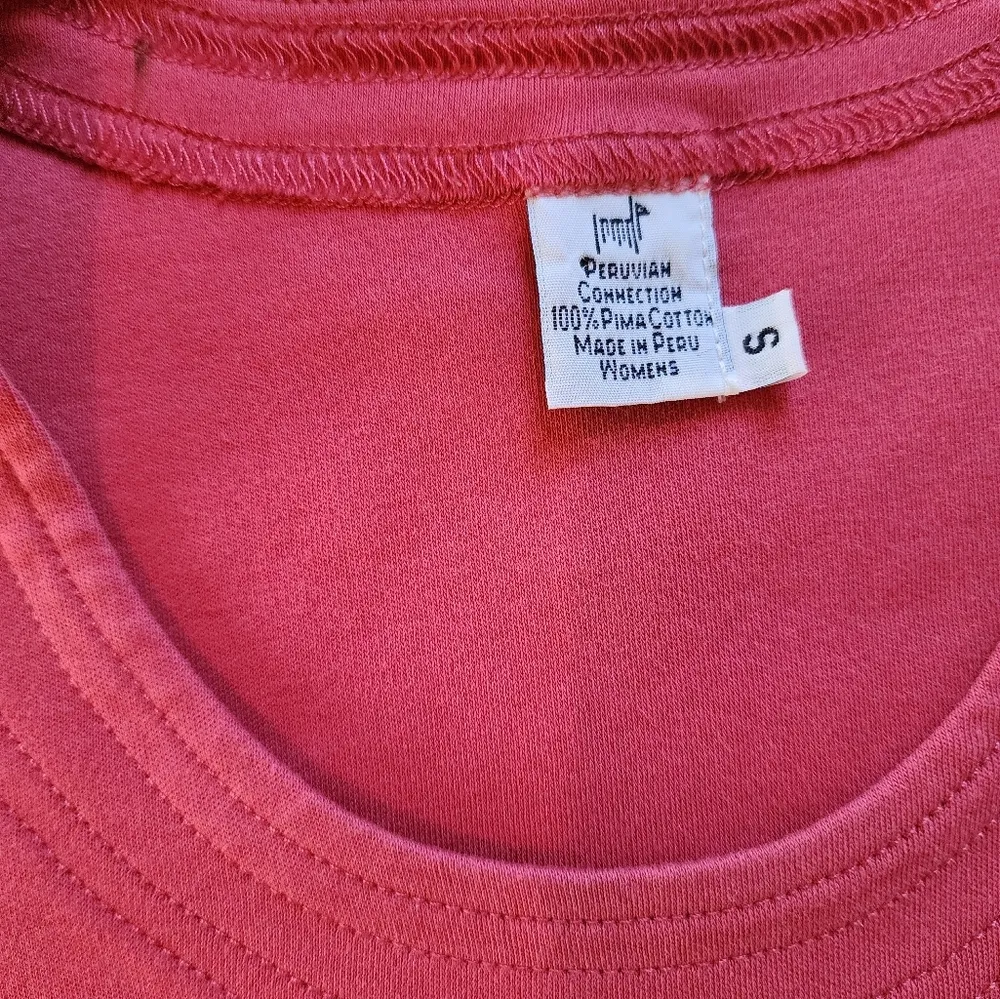 PERUVIAN
CONNECTION
100% PIMA COTTON
MADE IN PERU
WOMENS
S